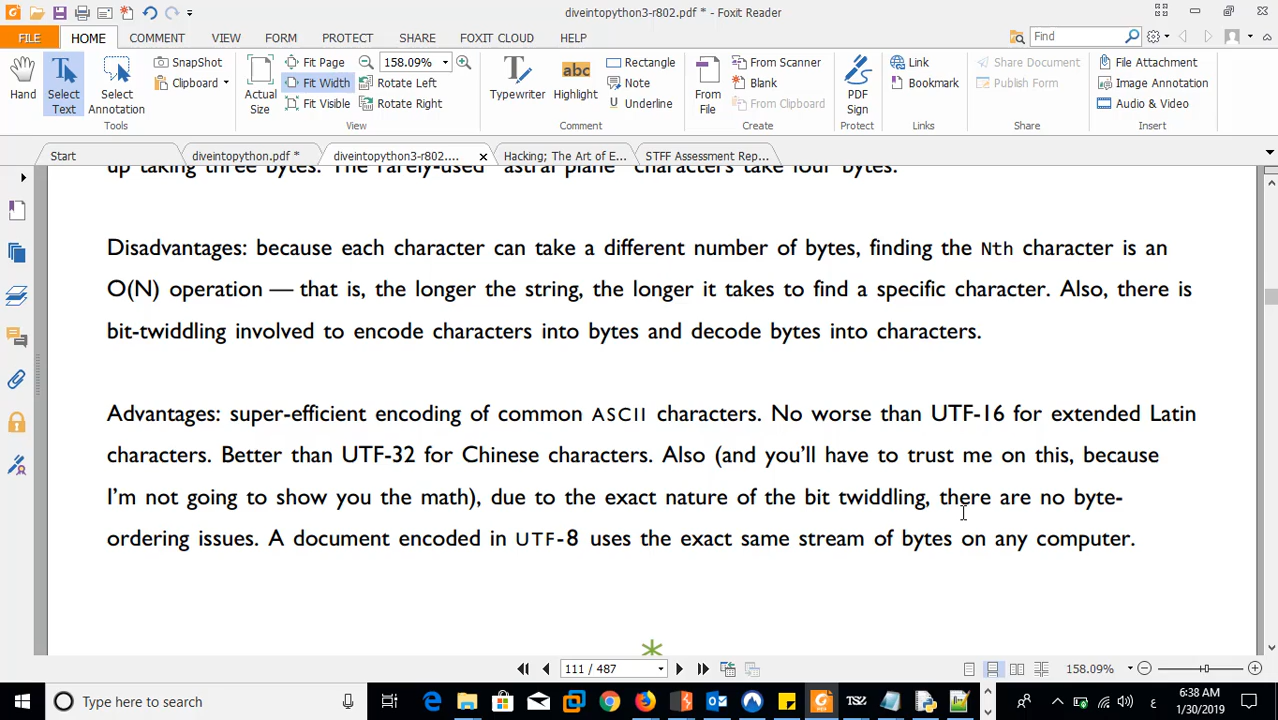 diveintopython3-r802.pdf * - Foxit Reader
FILE HOME COMMENT VIEW FORM PROTECT SHARE FOXIT CLOUD HELP Find
SnapShot Fit Page 158.09% Rectangle From Scanner Link Share Document File Attachment
Clipboard Fit Width Rotate Left Note Blank Bookmark Publish Form Image Annotation
Hand Select Text Select Annotation Actual Size Fit Visible Rotate Right Typewriter Highlight Underline From File From Clipboard PDF Sign Audio & Video
Tools View Comment Create Protect Links Share Insert
Start diveintopython.pdf * diveintopython3-r802.... Hacking; The Art of E... STFF Assessment Rep...
up taking three bytes. The rarely-used "astral plane" characters take four bytes.
Disadvantages: because each character can take a different number of bytes, finding the Nth character is an
O(N) operation — that is, the longer the string, the longer it takes to find a specific character. Also, there is
bit-twiddling involved to encode characters into bytes and decode bytes into characters.
Advantages: super-efficient encoding of common ASCII characters. No worse than UTF-16 for extended Latin
characters. Better than UTF-32 for Chinese characters. Also (and you'll have to trust me on this, because
I'm not going to show you the math), due to the exact nature of the bit twiddling, there are no byte-
ordering issues. A document encoded in UTF-8 uses the exact same stream of bytes on any computer.
*
111 / 487 158.09%
Type here to search TSZ ع 6:38 AM
1/30/2019